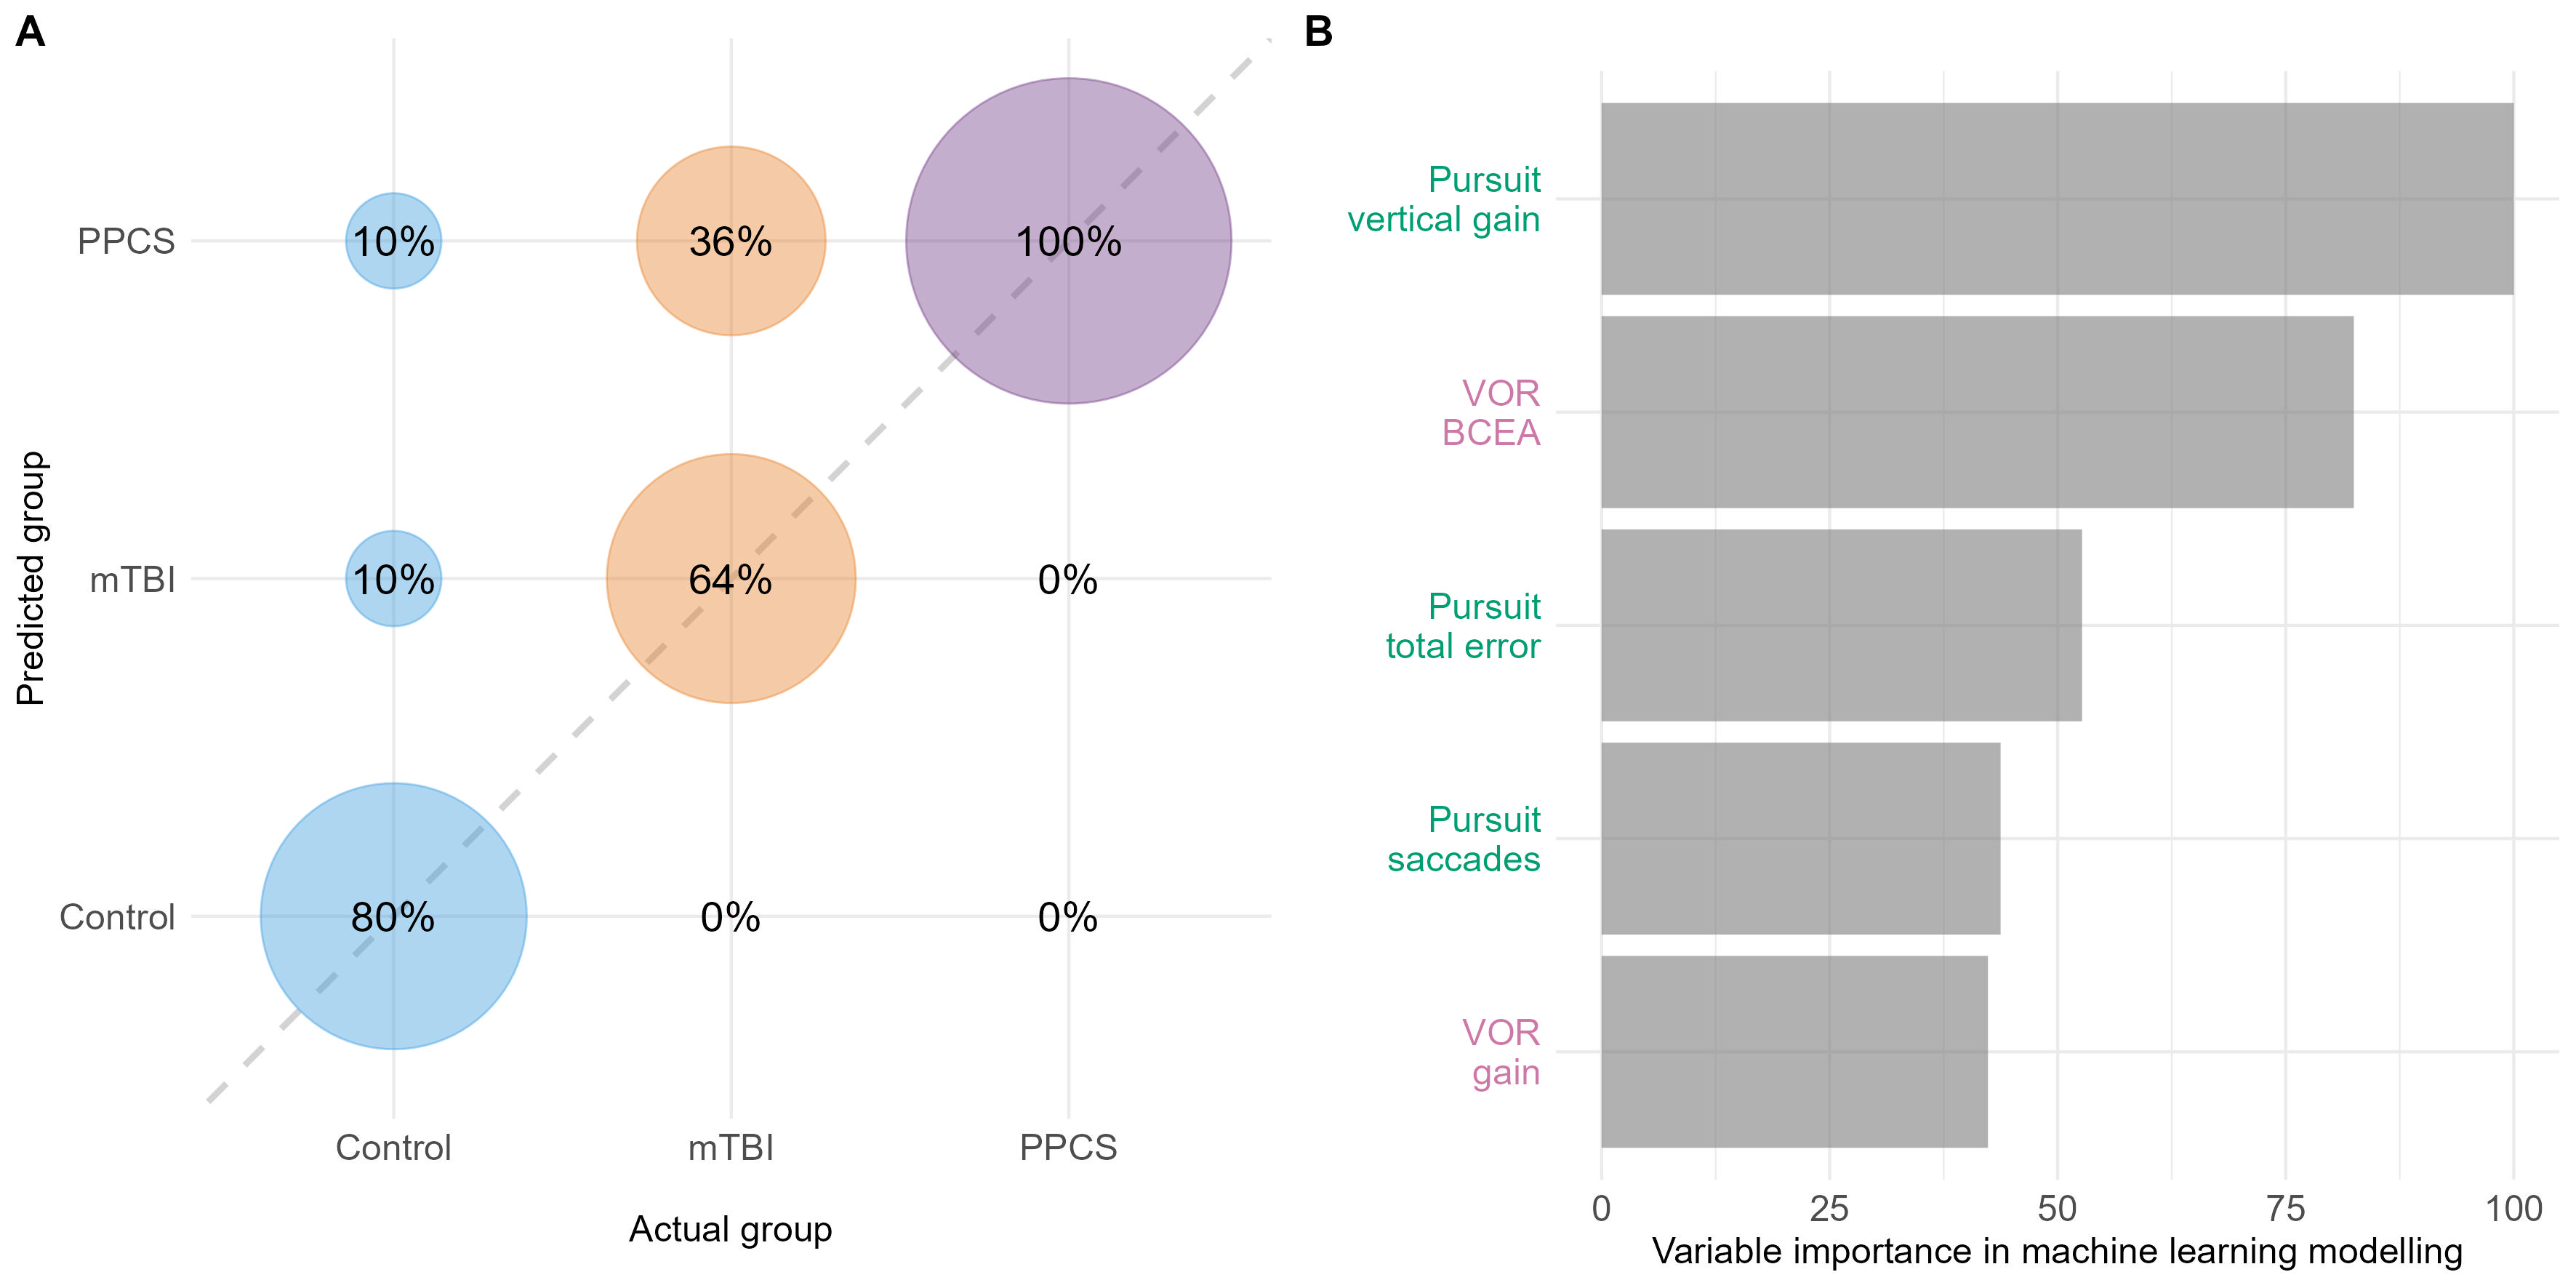 A
Predicted group
PPCS
10%
36%
100%
mTBI
10%
64%
0%
Control
80%
0%
0%
Control
mTBI
PPCS
Actual group
B
Pursuit
vertical gain
VOR
BCEA
Pursuit
total error
Pursuit
saccades
VOR
gain
0
25
50
75
100
Variable importance in machine learning modelling